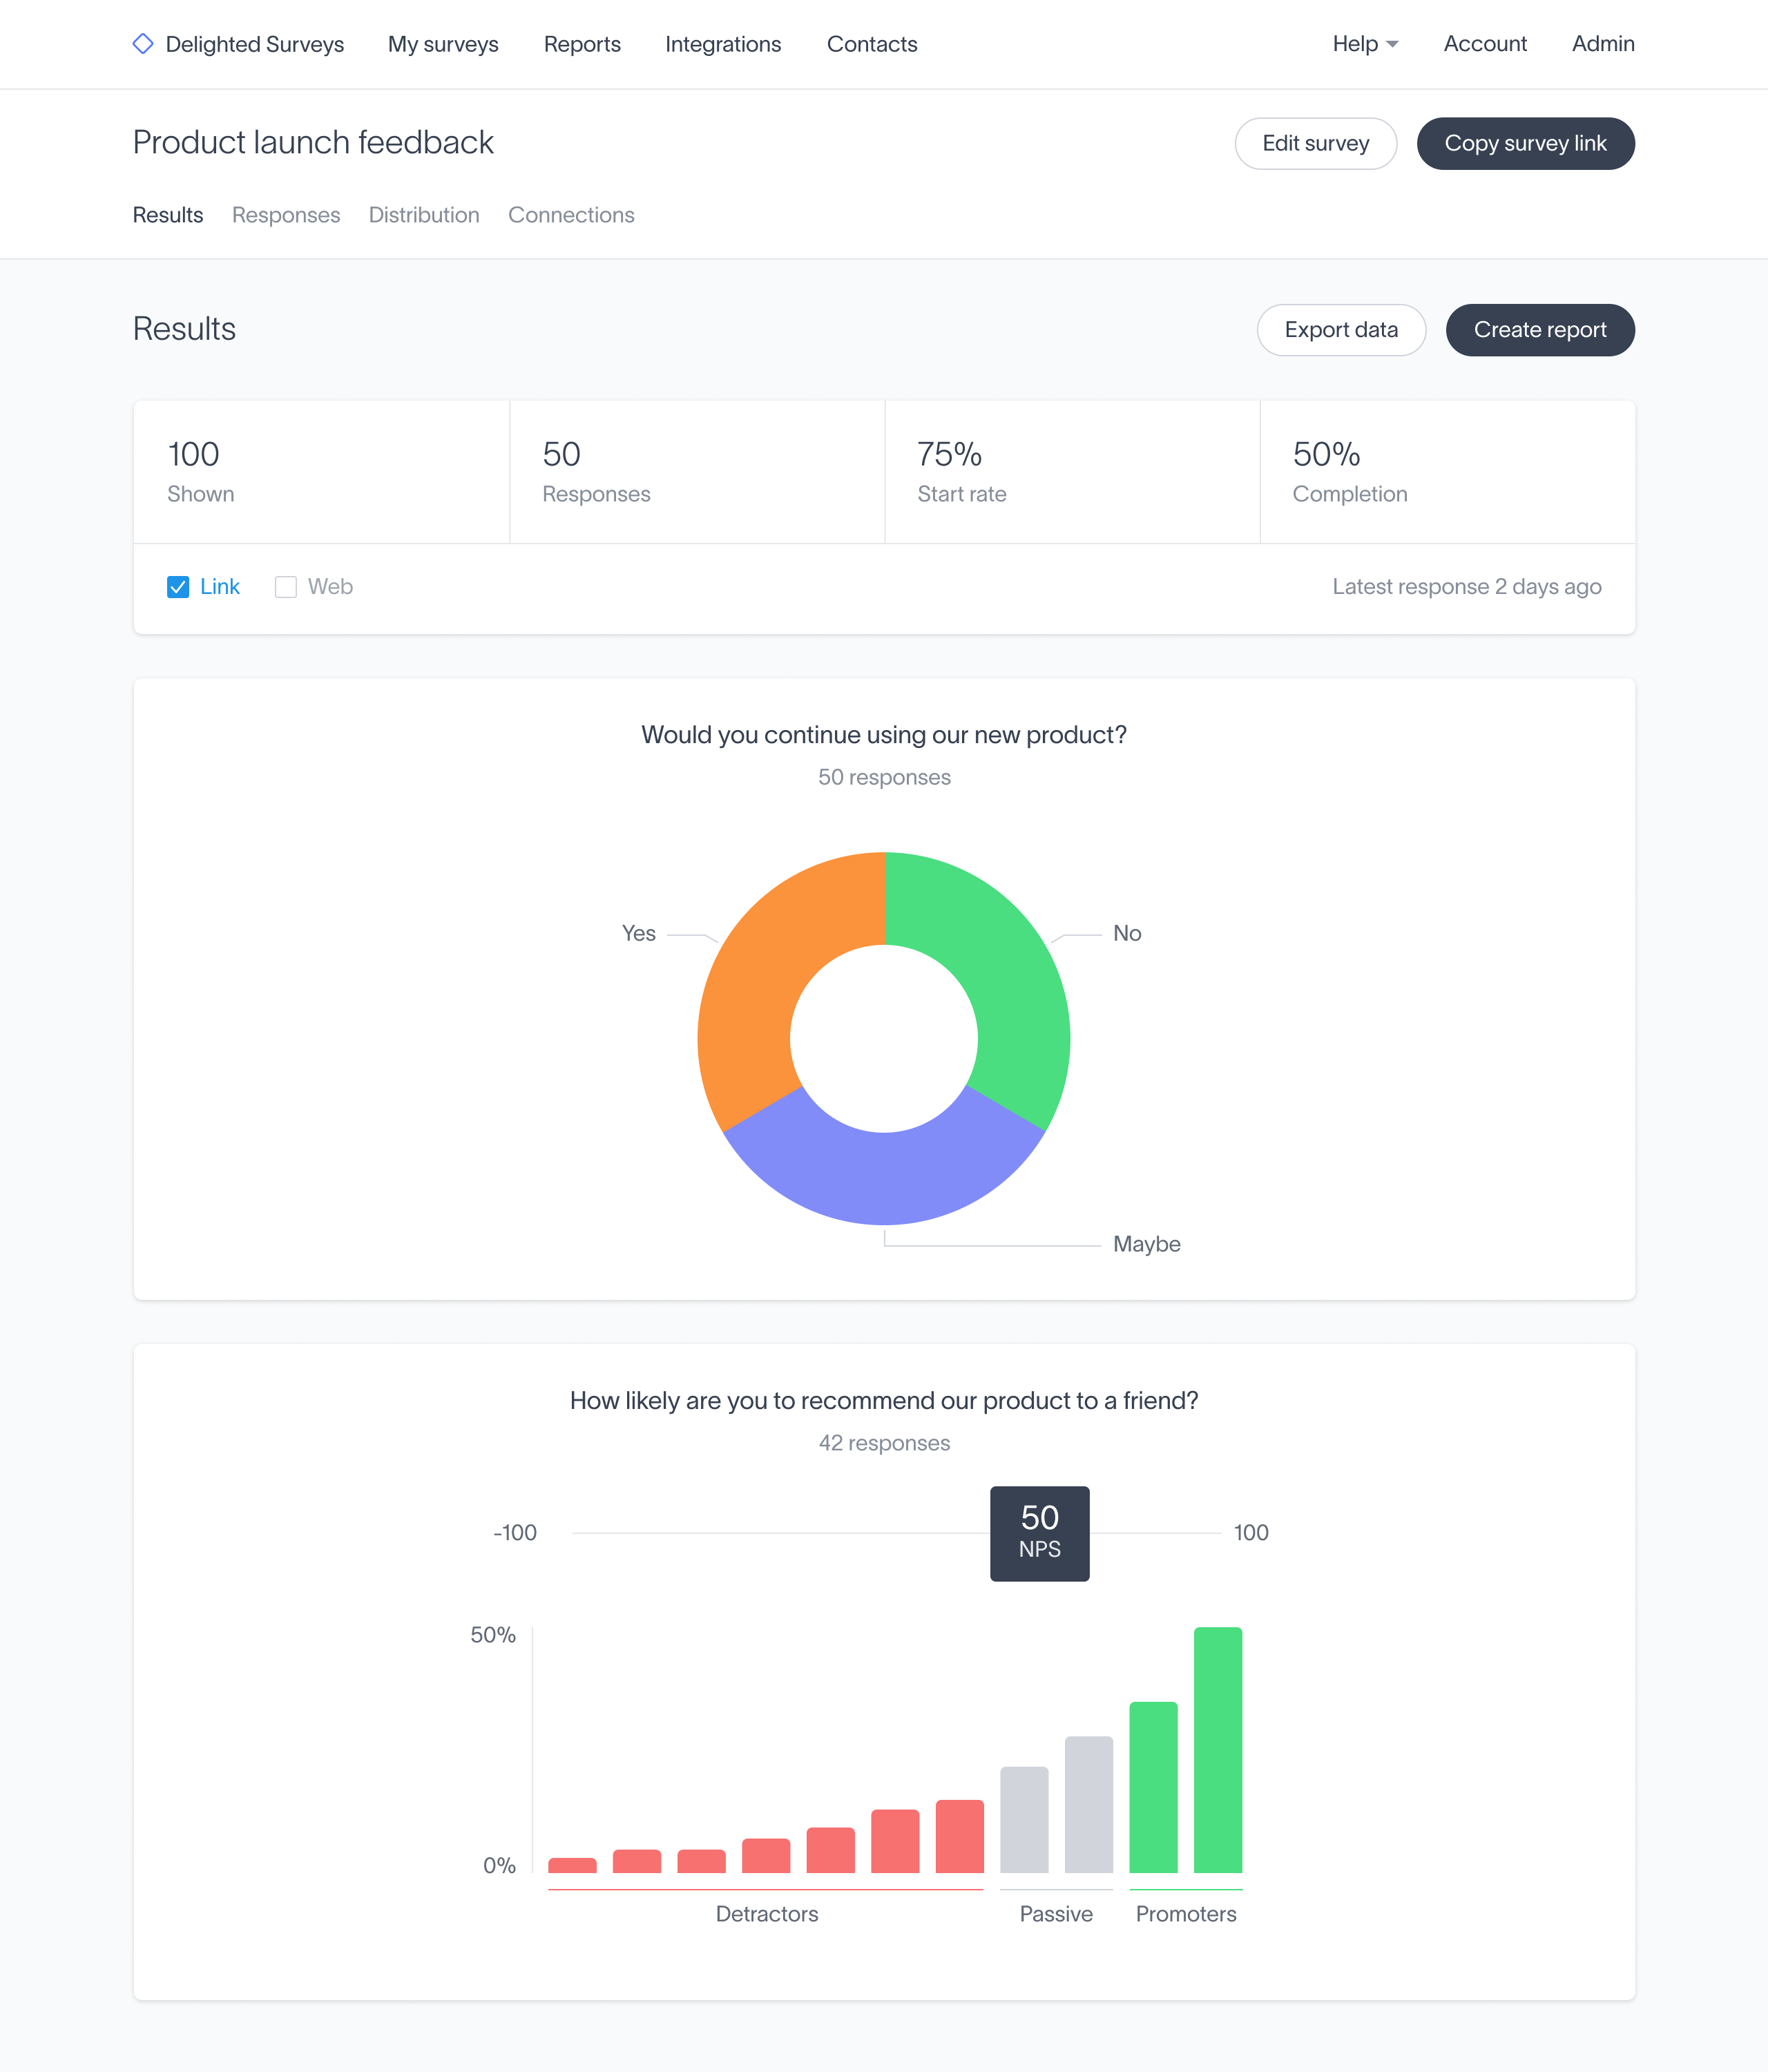 Delighted Surveys My surveys Reports Integrations Contacts Help Account Admin
Product launch feedback Edit survey Copy survey link
Results Responses Distribution Connections
Results Export data Create report
100 50 75% 50%
Shown Responses Start rate Completion
Link Web Latest response 2 days ago
Would you continue using our new product?
50 responses
Yes No
Maybe
How likely are you to recommend our product to a friend?
42 responses
50
-100 100
NPS
50%
0%
Detractors Passive Promoters